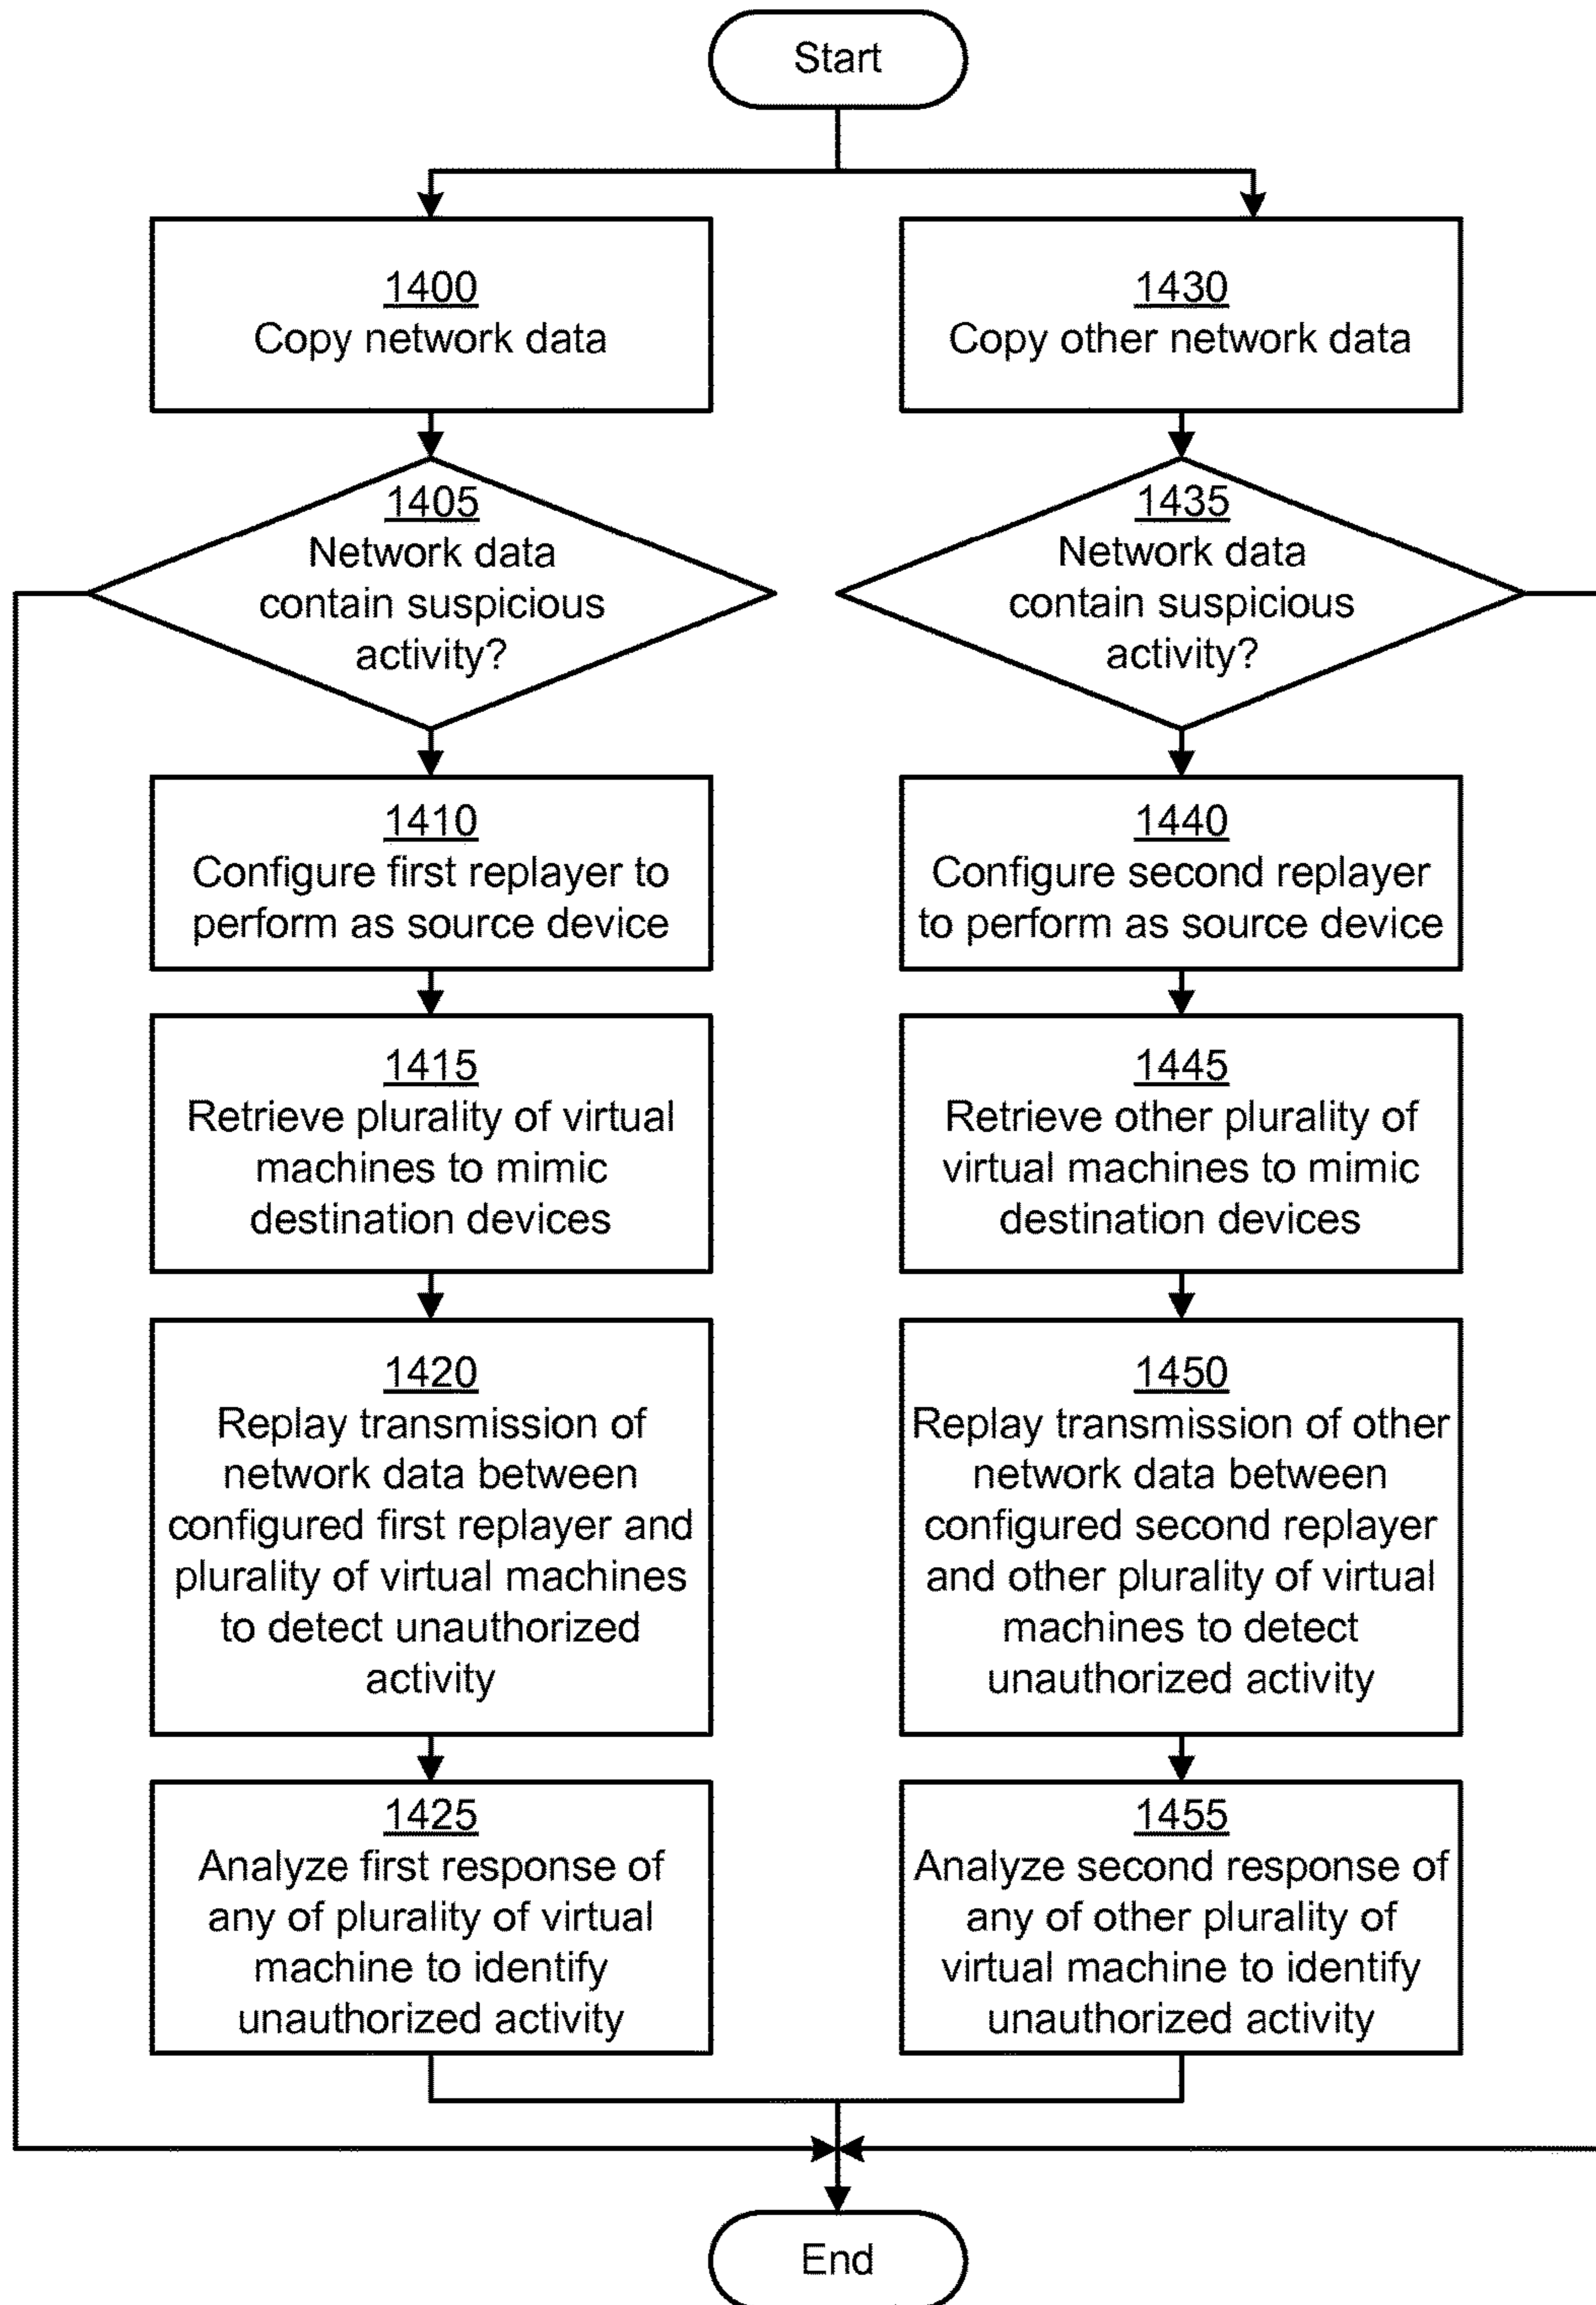 Start
1400
Copy network data
1405
Network data
contain suspicious
activity?
1410
Configure first replayer to
perform as source device
1415
Retrieve plurality of virtual
machines to mimic
destination devices
1420
Replay transmission of
network data between
configured first replayer and
plurality of virtual machines
to detect unauthorized
activity
1425
Analyze first response of
any of plurality of virtual
machine to identify
unauthorized activity
1430
Copy other network data
1435
Network data
contain suspicious
activity?
1440
Configure second replayer
to perform as source device
1445
Retrieve other plurality of
virtual machines to mimic
destination devices
1450
Replay transmission of other
network data between
configured second replayer
and other plurality of virtual
machines to detect
unauthorized activity
1455
Analyze second response of
any of other plurality of
virtual machine to identify
unauthorized activity
End